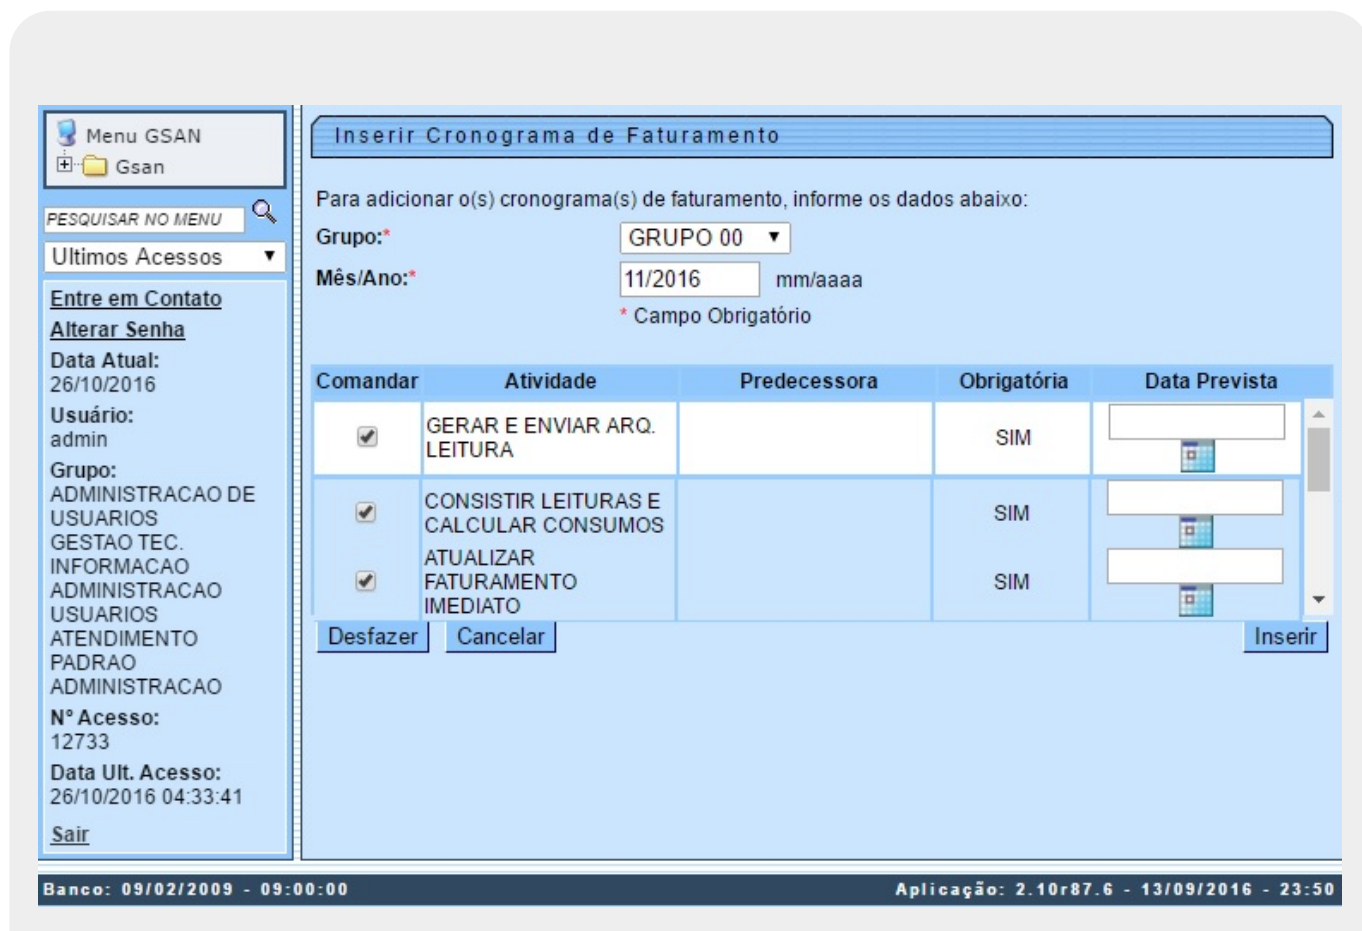 Menu GSAN
Gsan
PESQUISAR NO MENU
Ultimos Acessos
Entre em Contato
Alterar Senha
Data Atual:
26/10/2016
Usuário:
admin
Grupo:
ADMINISTRACAO DE
USUARIOS
GESTAO TEC.
INFORMACAO
ADMINISTRACAO
USUARIOS
ATENDIMENTO
PADRAO
ADMINISTRACAO
Nº Acesso:
12733
Data Ult. Acesso:
26/10/2016 04:33:41
Sair
Inserir Cronograma de Faturamento
Para adicionar o(s) cronograma(s) de faturamento, informe os dados abaixo:
Grupo:* GRUPO 00
Mês/Ano:* 11/2016 mm/aaaa
* Campo Obrigatório
Comandar Atividade Predecessora Obrigatória Data Prevista
GERAR E ENVIAR ARQ.
LEITURA
SIM
CONSISTIR LEITURAS E
CALCULAR CONSUMOS
SIM
ATUALIZAR
FATURAMENTO
IMEDIATO
SIM
Desfazer Cancelar Inserir
Banco: 09/02/2009 - 09:00:00 Aplicação: 2.10r87.6 - 13/09/2016 - 23:50